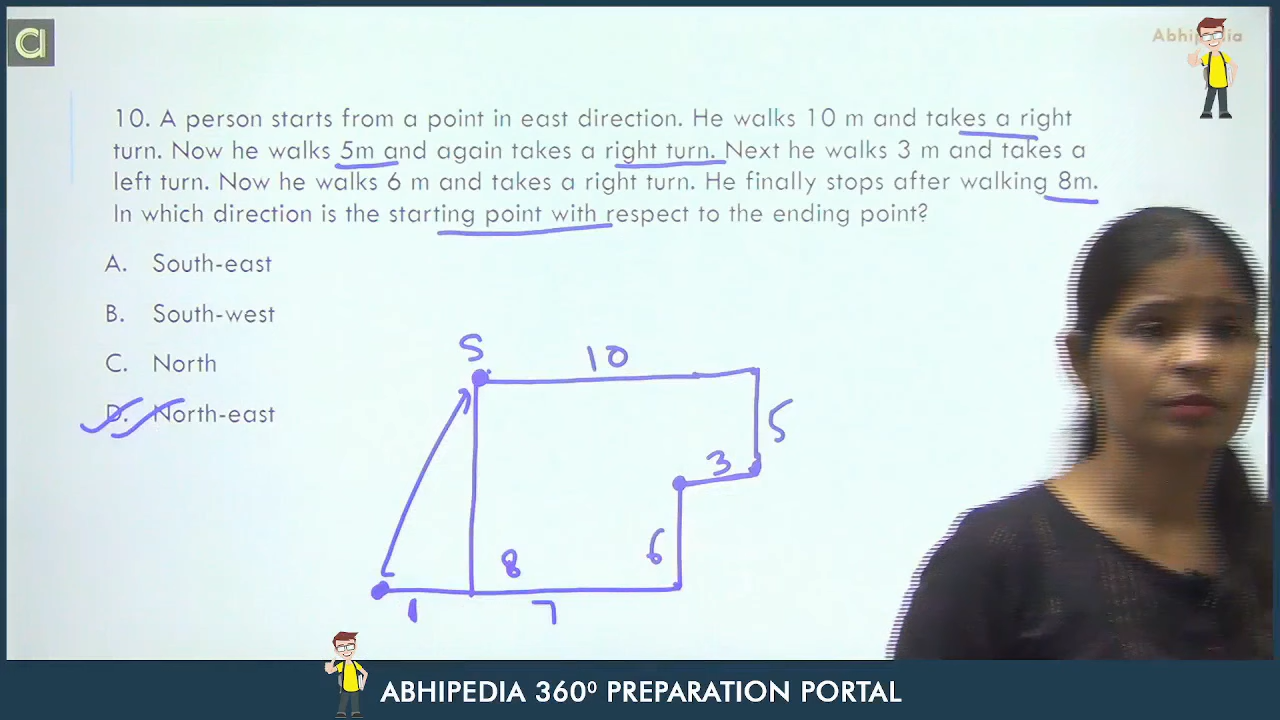 Abhipedia
10. A person starts from a point in east direction. He walks 10 m and takes a right
turn. Now he walks 5m and again takes a right turn. Next he walks 3 m and takes a
left turn. Now he walks 6 m and takes a right turn. He finally stops after walking 8m.
In which direction is the starting point with respect to the ending point?
A. South-east
B. South-west
C. North
D. North-east
S
10
5
3
6
8
1
7
ABHIPEDIA 360⁰ PREPARATION PORTAL